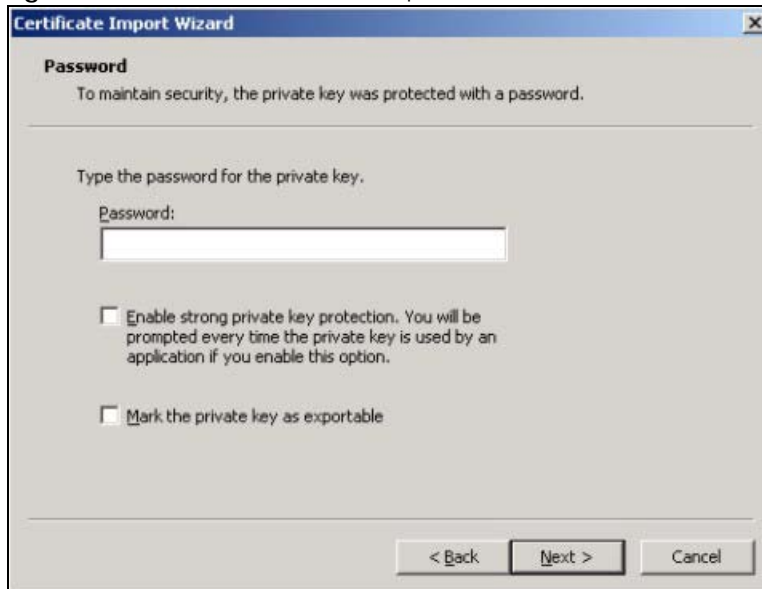 Certificate Import Wizard
Password
To maintain security, the private key was protected with a password.
Type the password for the private key.
Password:
Enable strong private key protection. You will be
prompted every time the private key is used by an
application if you enable this option.
Mark the private key as exportable
< Back Next > Cancel